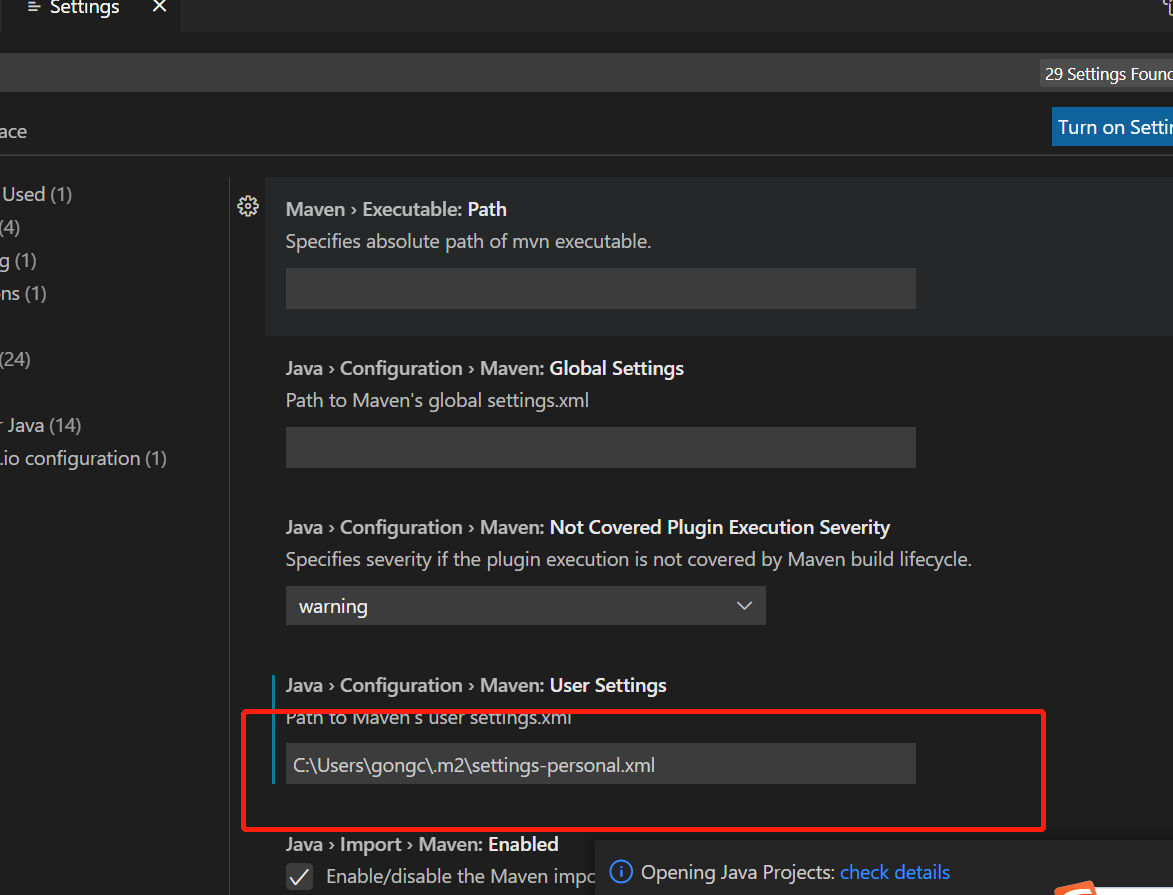 Settings
29 Settings Found
ace
Turn on Settin
Used (1)
(4)
g (1)
ons (1)
(24)
r Java (14)
.io configuration (1)
Maven › Executable: Path
Specifies absolute path of mvn executable.
Java › Configuration › Maven: Global Settings
Path to Maven's global settings.xml
Java › Configuration › Maven: Not Covered Plugin Execution Severity
Specifies severity if the plugin execution is not covered by Maven build lifecycle.
warning
Java › Configuration › Maven: User Settings
Path to Maven's user settings.xml
C:\Users\gongc\.m2\settings-personal.xml
Java › Import › Maven: Enabled
Enable/disable the Maven impo
Opening Java Projects: check details